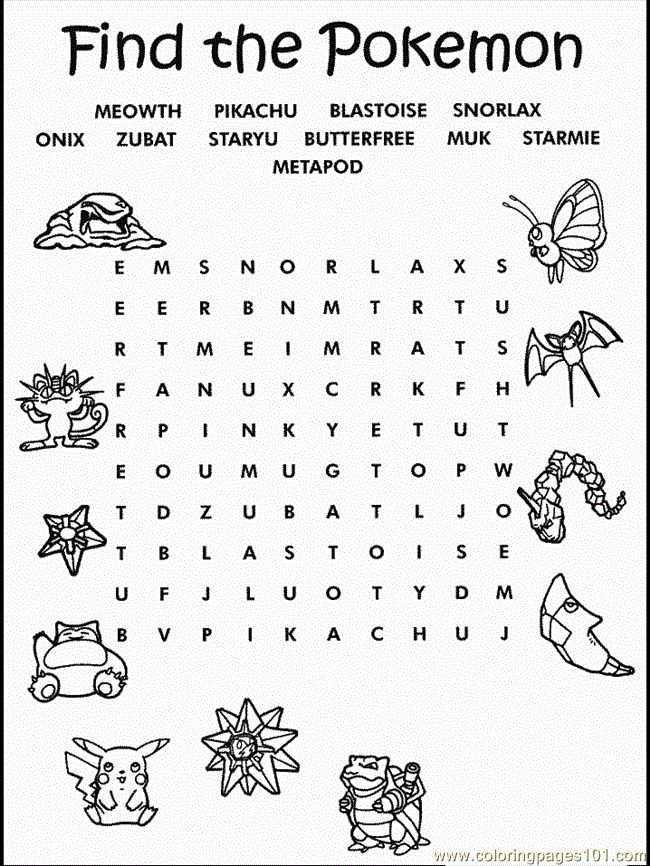 Find the Pokemon
MEOWTH PIKACHU BLASTOISE SNORLAX
ONIX ZUBAT STARYU BUTTERFREE MUK STARMIE
METAPOD
E M S N O R L A X S
E E R B N M T R T U
R T M E I M R A T S
F A N U X C R K F H
R P I N K Y E T U T
E O U M U G T O P W
T D Z U B A T L J O
T B L A S T O I S E
U F J L U O T Y D M
B V P I K A C H U J
www.coloringpages101.com